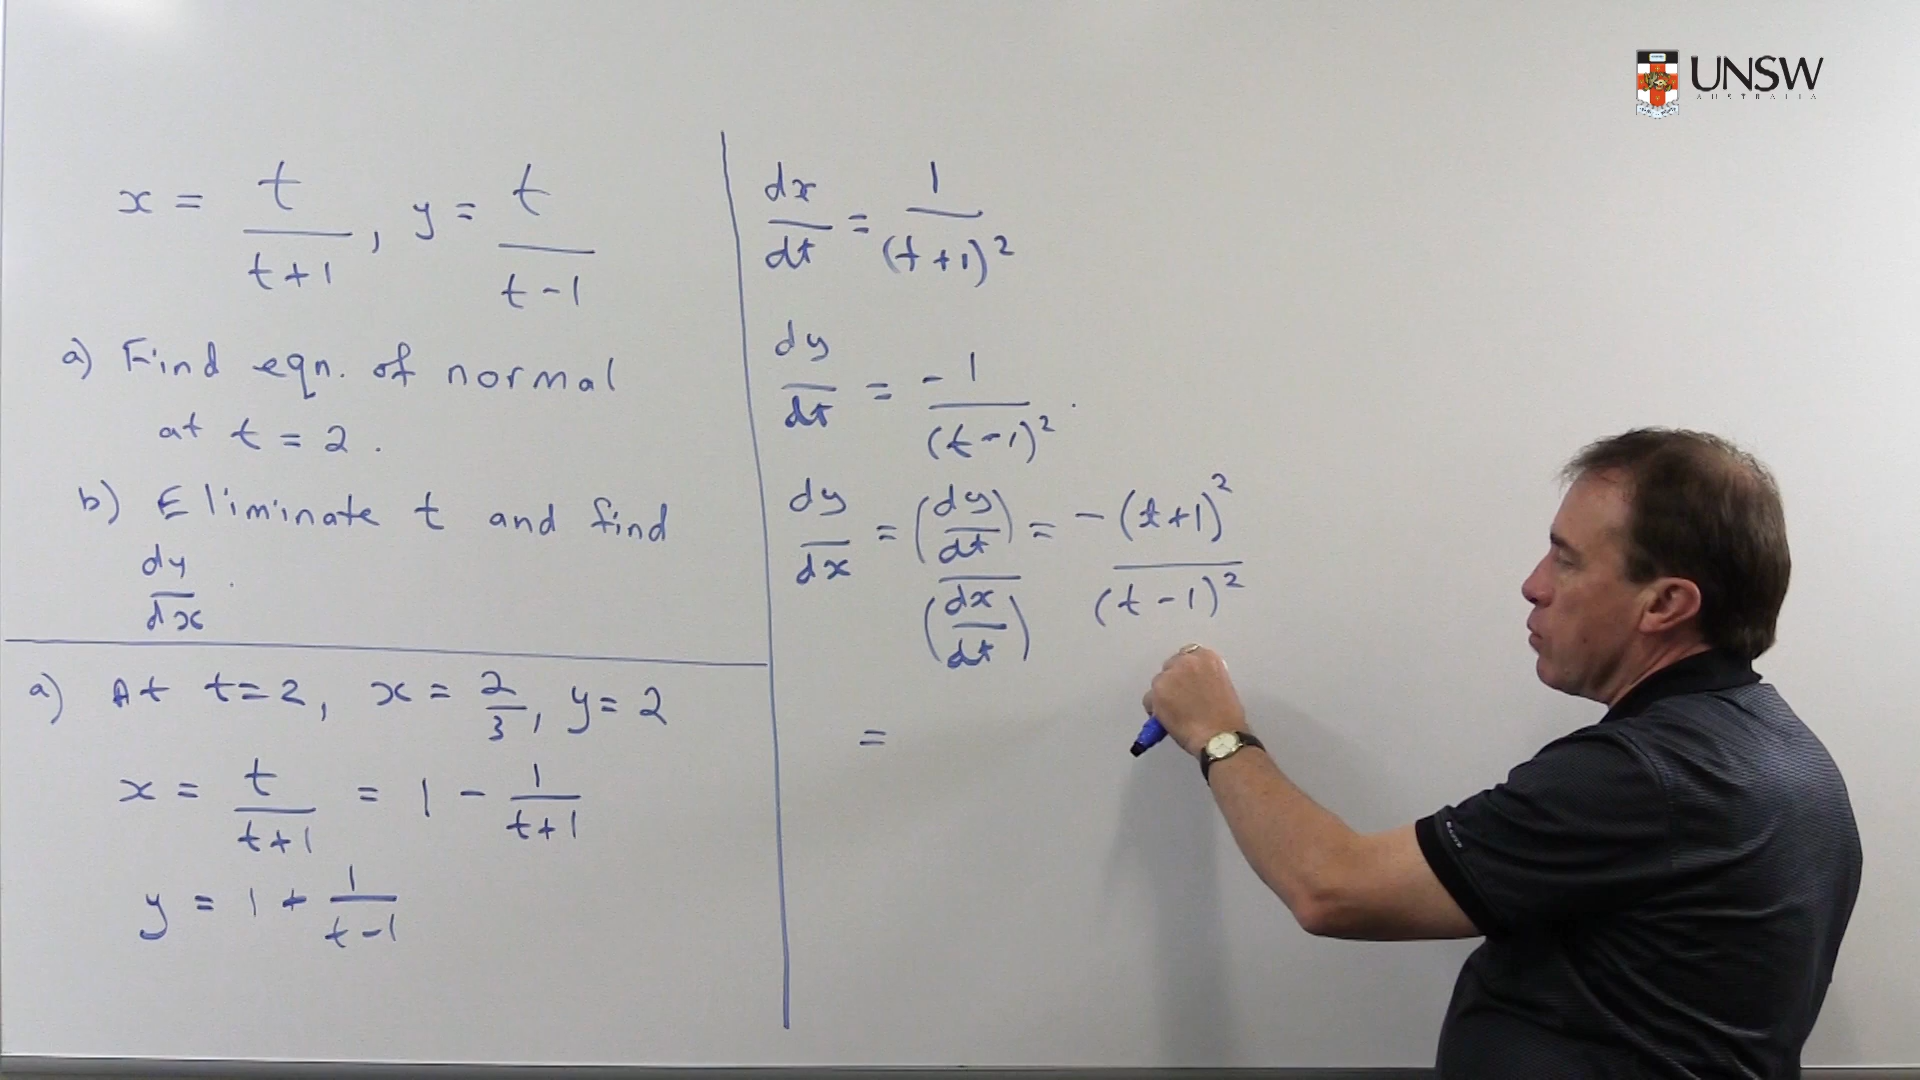 x = t/(t+1), y = t/(t-1)
a) Find eqn. of normal
at t = 2.
b) Eliminate t and find
dy/dx.
a) At t=2, x = 2/3, y = 2
x = t/(t+1) = 1 - 1/(t+1)
y = 1 + 1/(t-1)
dx/dt = 1/(t+1)²
dy/dt = -1/(t-1)².
dy/dx = (dy/dt)/(dx/dt) = -(t+1)²/(t-1)²
=
UNSW
AUSTRALIA